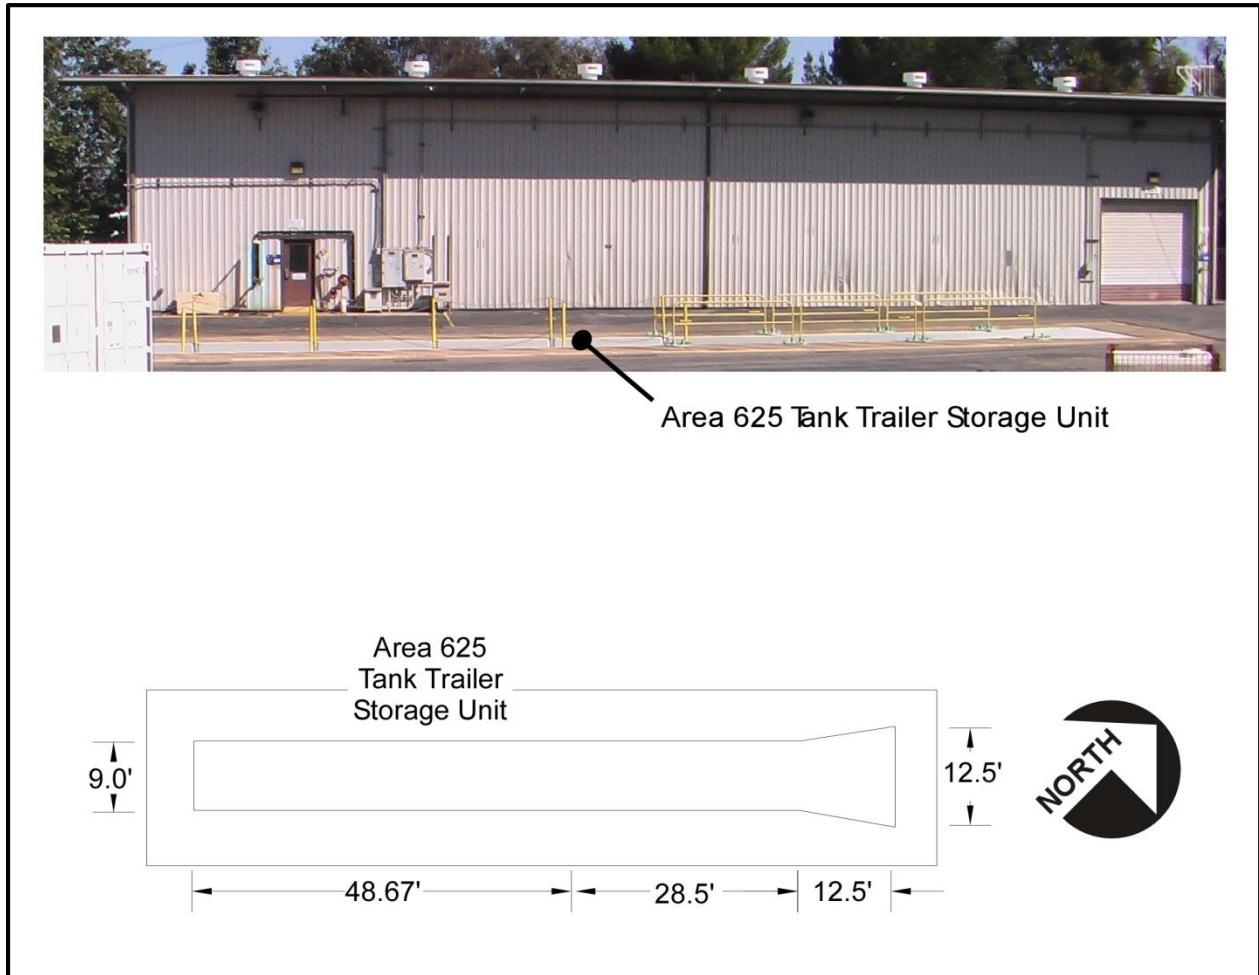 Area 625 Tank Trailer Storage Unit
Area 625
Tank Trailer
Storage Unit
9.0'
12.5'
NORTH
48.67'
28.5'
12.5'